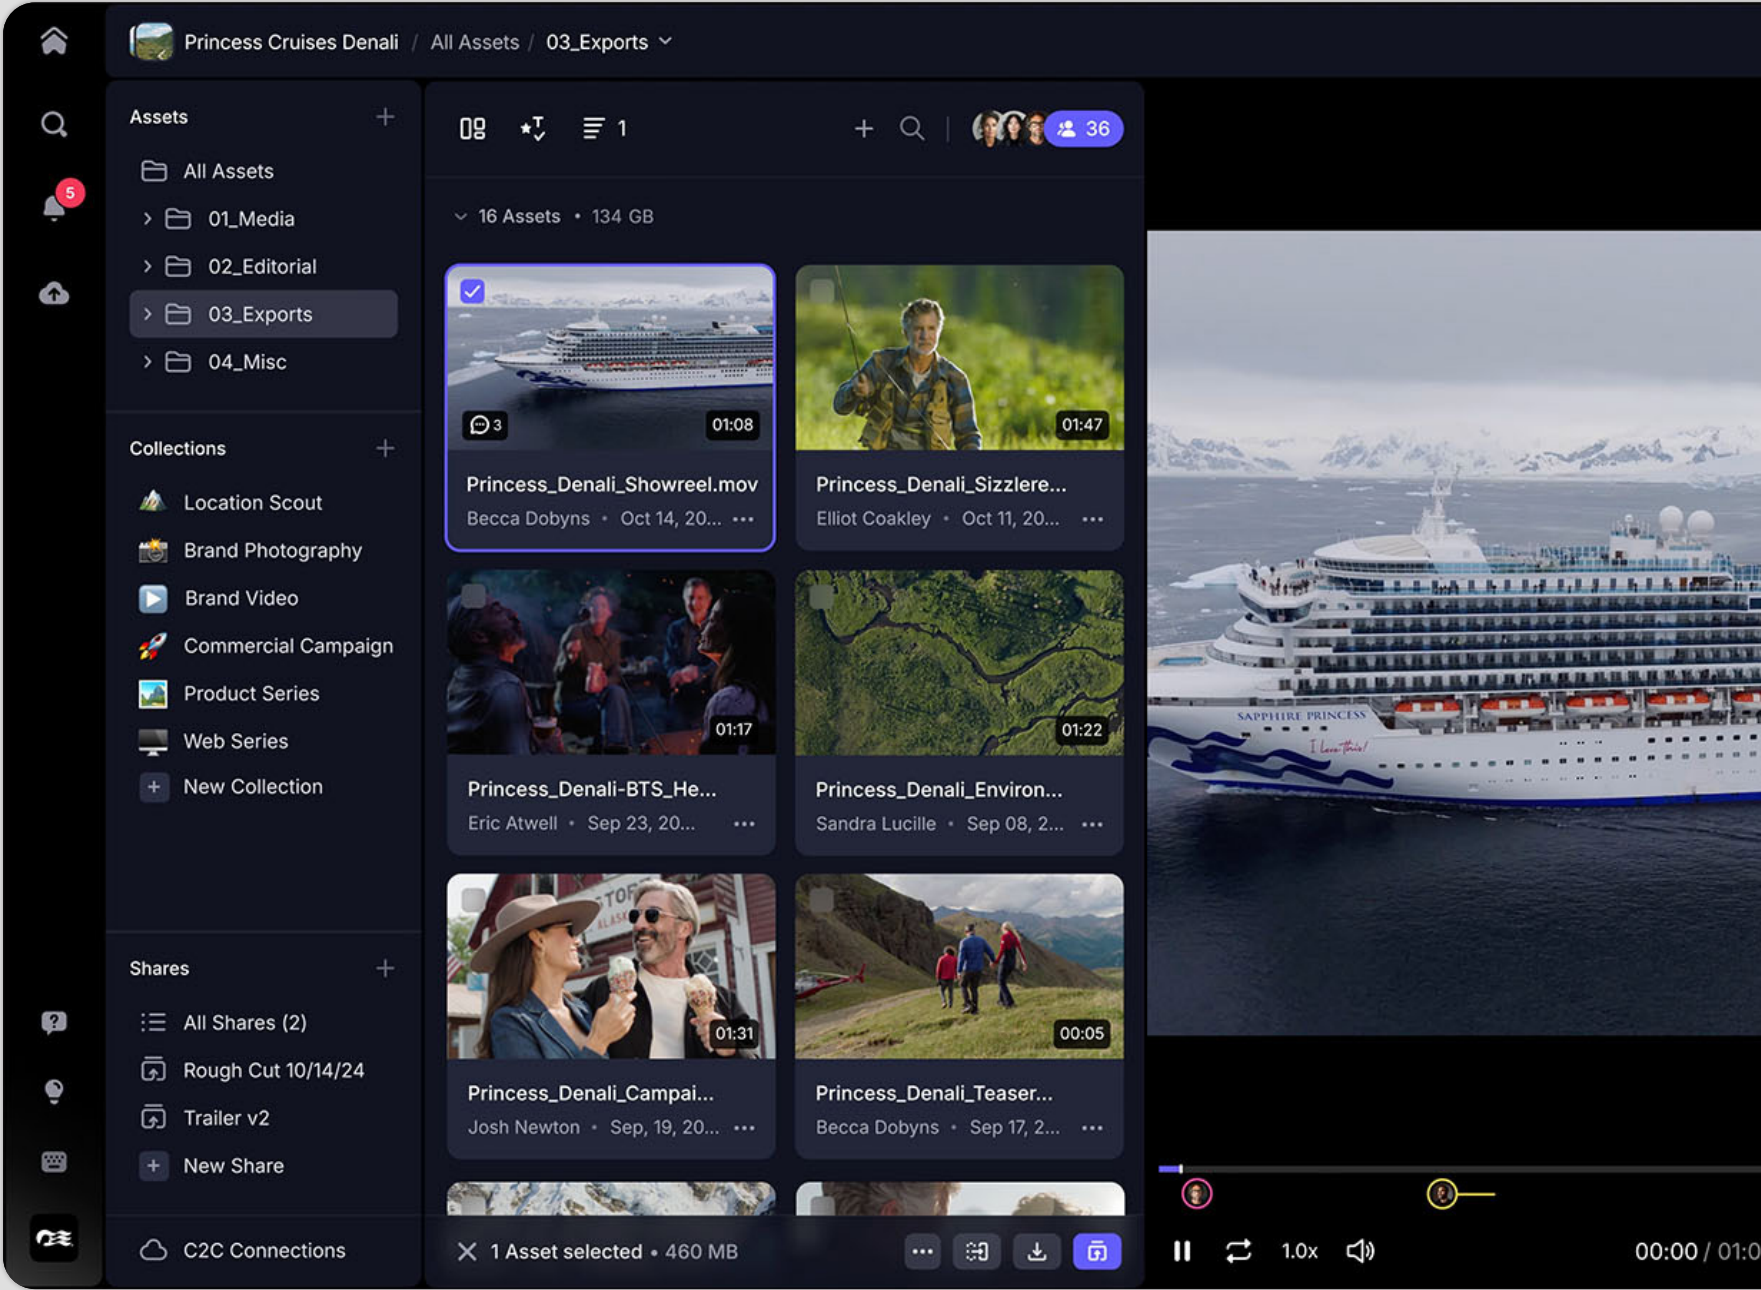 Princess Cruises Denali / All Assets / 03_Exports
5
Assets
All Assets
01_Media
02_Editorial
03_Exports
04_Misc
Collections
Location Scout
Brand Photography
Brand Video
Commercial Campaign
Product Series
Web Series
New Collection
Shares
All Shares (2)
Rough Cut 10/14/24
Trailer v2
New Share
C2C Connections
1
36
16 Assets • 134 GB
3
01:08
Princess_Denali_Showreel.mov
Becca Dobyns • Oct 14, 20...
01:47
Princess_Denali_Sizzlere...
Elliot Coakley • Oct 11, 20...
01:17
Princess_Denali-BTS_He...
Eric Atwell • Sep 23, 20...
01:22
Princess_Denali_Environ...
Sandra Lucille • Sep 08, 2...
STOR
ALASK
01:31
Princess_Denali_Campai...
Josh Newton • Sep, 19, 20...
00:05
Princess_Denali_Teaser...
Becca Dobyns • Sep 17, 2...
1 Asset selected • 460 MB
SAPPHIRE PRINCESS
I Love This!
1.0x
00:00 / 01:0